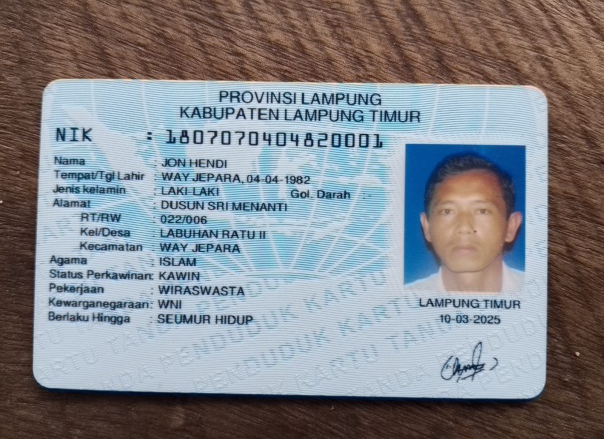 PROVINSI LAMPUNG
KABUPATEN LAMPUNG TIMUR
NIK : 1807070404820001
Nama : JON HENDI
Tempat/Tgl Lahir : WAY JEPARA, 04-04-1982
Jenis kelamin : LAKI-LAKI Gol. Darah
Alamat : DUSUN SRI MENANTI
RT/RW : 022/006
Kel/Desa : LABUHAN RATU II
Kecamatan : WAY JEPARA
Agama : ISLAM
Status Perkawinan: KAWIN
Pekerjaan : WIRASWASTA
Kewarganegaraan: WNI
Berlaku Hingga : SEUMUR HIDUP
LAMPUNG TIMUR
10-03-2025